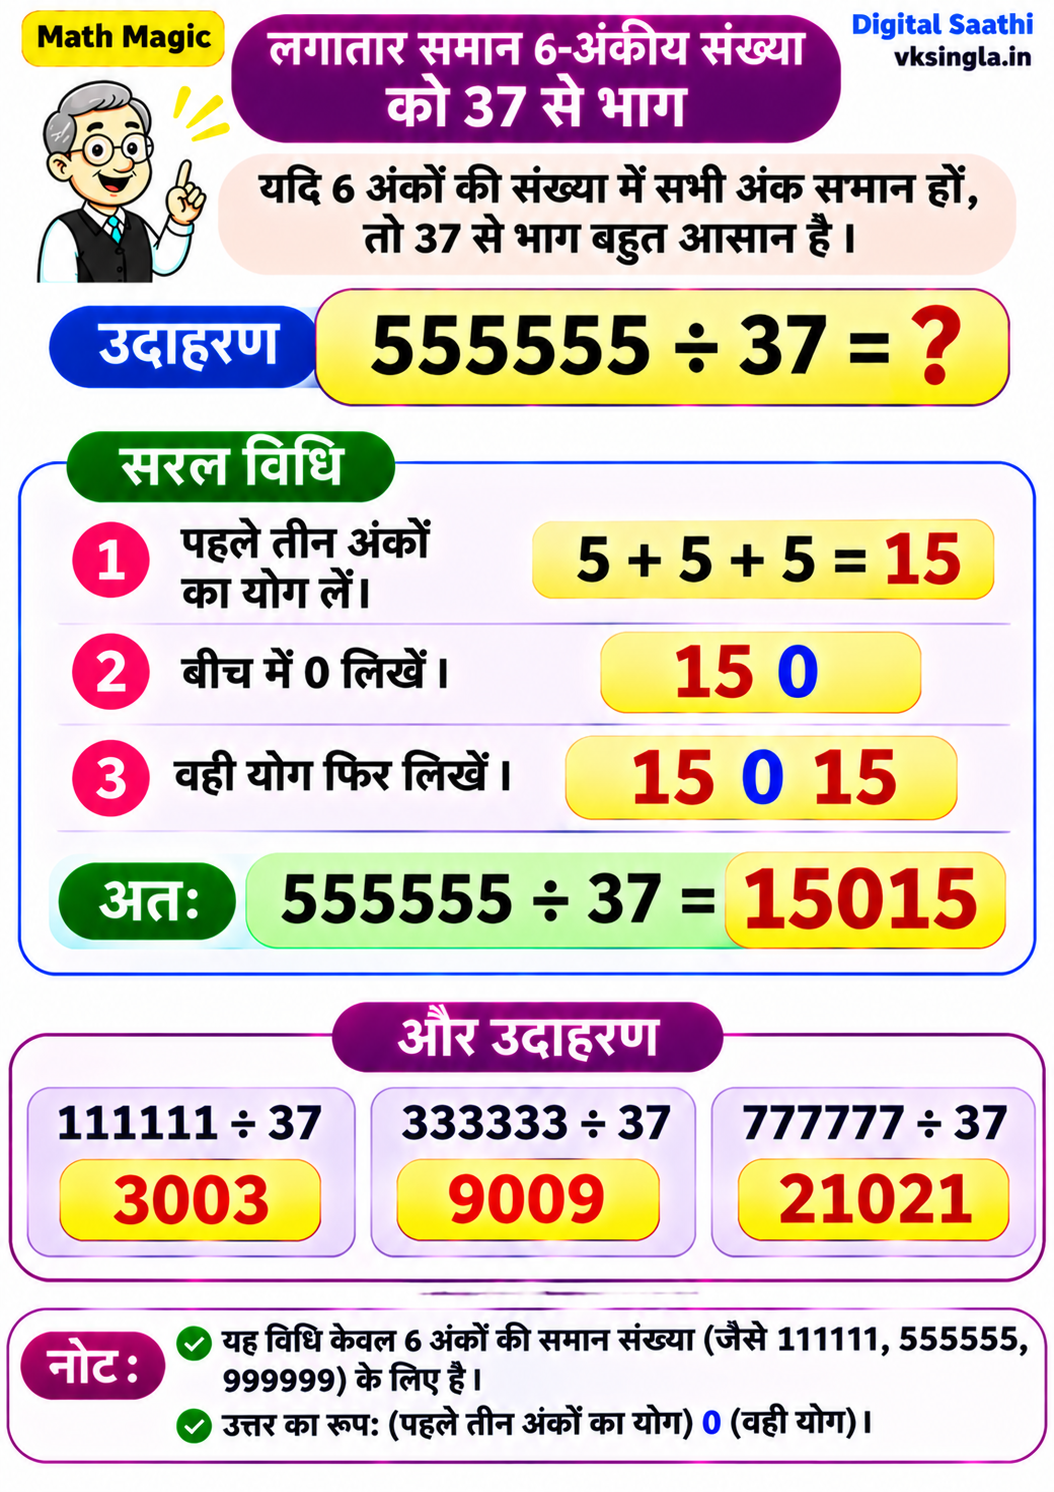 Math Magic
लगातार समान 6-अंकीय संख्या
को 37 से भाग
Digital Saathi
vksingla.in
यदि 6 अंकों की संख्या में सभी अंक समान हों,
तो 37 से भाग बहुत आसान है।
उदाहरण
555555 ÷ 37 = ?
सरल विधि
1
पहले तीन अंकों
का योग लें।
5 + 5 + 5 = 15
2
बीच में 0 लिखें।
15 0
3
वही योग फिर लिखें।
15 0 15
अतः
555555 ÷ 37 = 15015
और उदाहरण
111111 ÷ 37
3003
333333 ÷ 37
9009
777777 ÷ 37
21021
नोट:
यह विधि केवल 6 अंकों की समान संख्या (जैसे 111111, 555555,
999999) के लिए है।
उत्तर का रूप: (पहले तीन अंकों का योग) 0 (वही योग)।